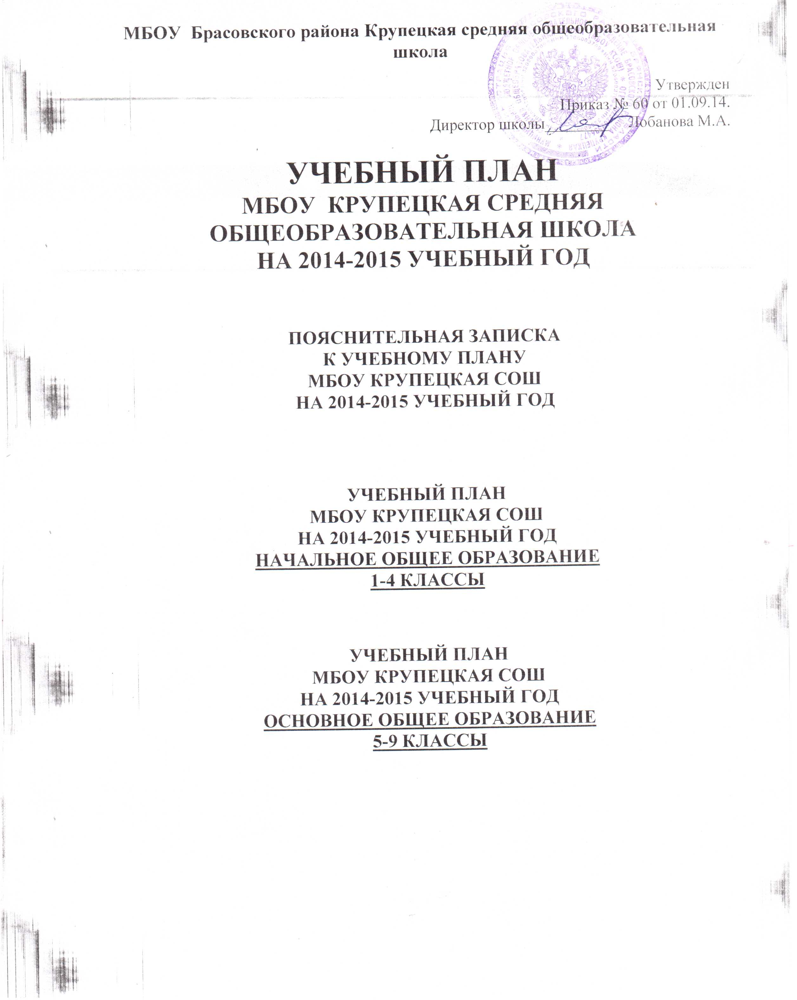 МБОУ  Брасовского района Крупецкая средняя общеобразовательная
школа
Утвержден
Приказ № 60 от 01.09.14.
Директор школы Лобанова М.А.
УЧЕБНЫЙ ПЛАН
МБОУ  КРУПЕЦКАЯ СРЕДНЯЯ
ОБЩЕОБРАЗОВАТЕЛЬНАЯ ШКОЛА
НА 2014-2015 УЧЕБНЫЙ ГОД
ПОЯСНИТЕЛЬНАЯ ЗАПИСКА
К УЧЕБНОМУ ПЛАНУ
МБОУ КРУПЕЦКАЯ СОШ
НА 2014-2015 УЧЕБНЫЙ ГОД
УЧЕБНЫЙ ПЛАН
МБОУ КРУПЕЦКАЯ СОШ
НА 2014-2015 УЧЕБНЫЙ ГОД
НАЧАЛЬНОЕ ОБЩЕЕ ОБРАЗОВАНИЕ
1-4 КЛАССЫ
УЧЕБНЫЙ ПЛАН
МБОУ КРУПЕЦКАЯ СОШ
НА 2014-2015 УЧЕБНЫЙ ГОД
ОСНОВНОЕ ОБЩЕЕ ОБРАЗОВАНИЕ
5-9 КЛАССЫ